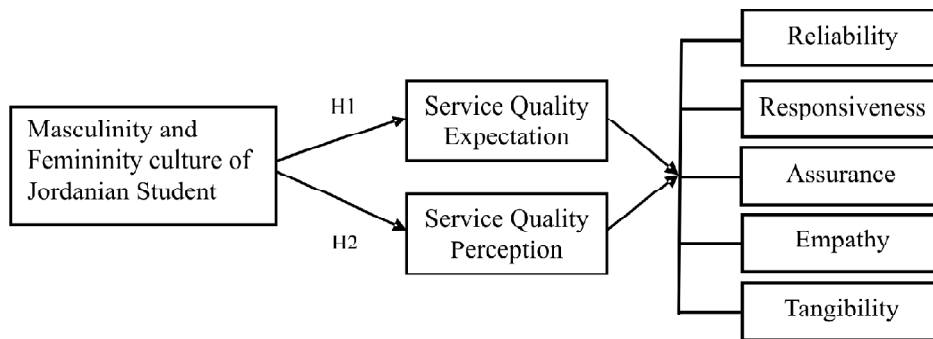 Masculinity and
Femininity culture of
Jordanian Student
H1
H2
Service Quality
Expectation
Service Quality
Perception
Reliability
Responsiveness
Assurance
Empathy
Tangibility